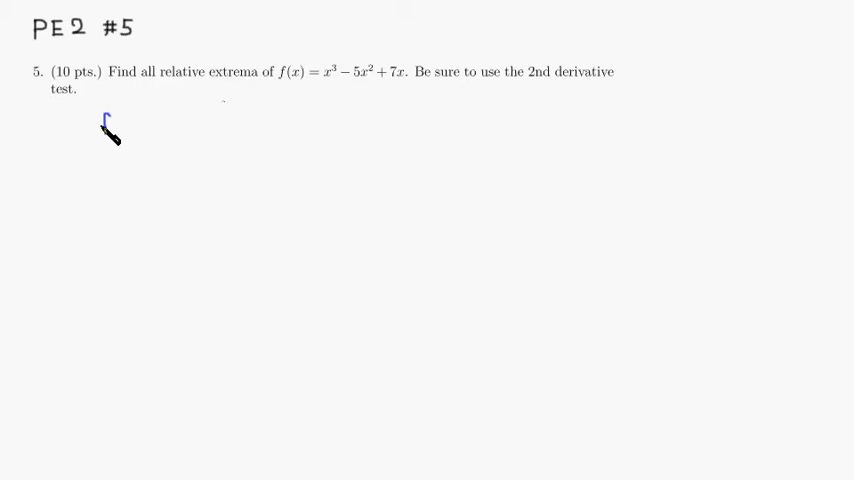 PE2 #5
5. (10 pts.) Find all relative extrema of f(x) = x³ − 5x² + 7x. Be sure to use the 2nd derivative
test.